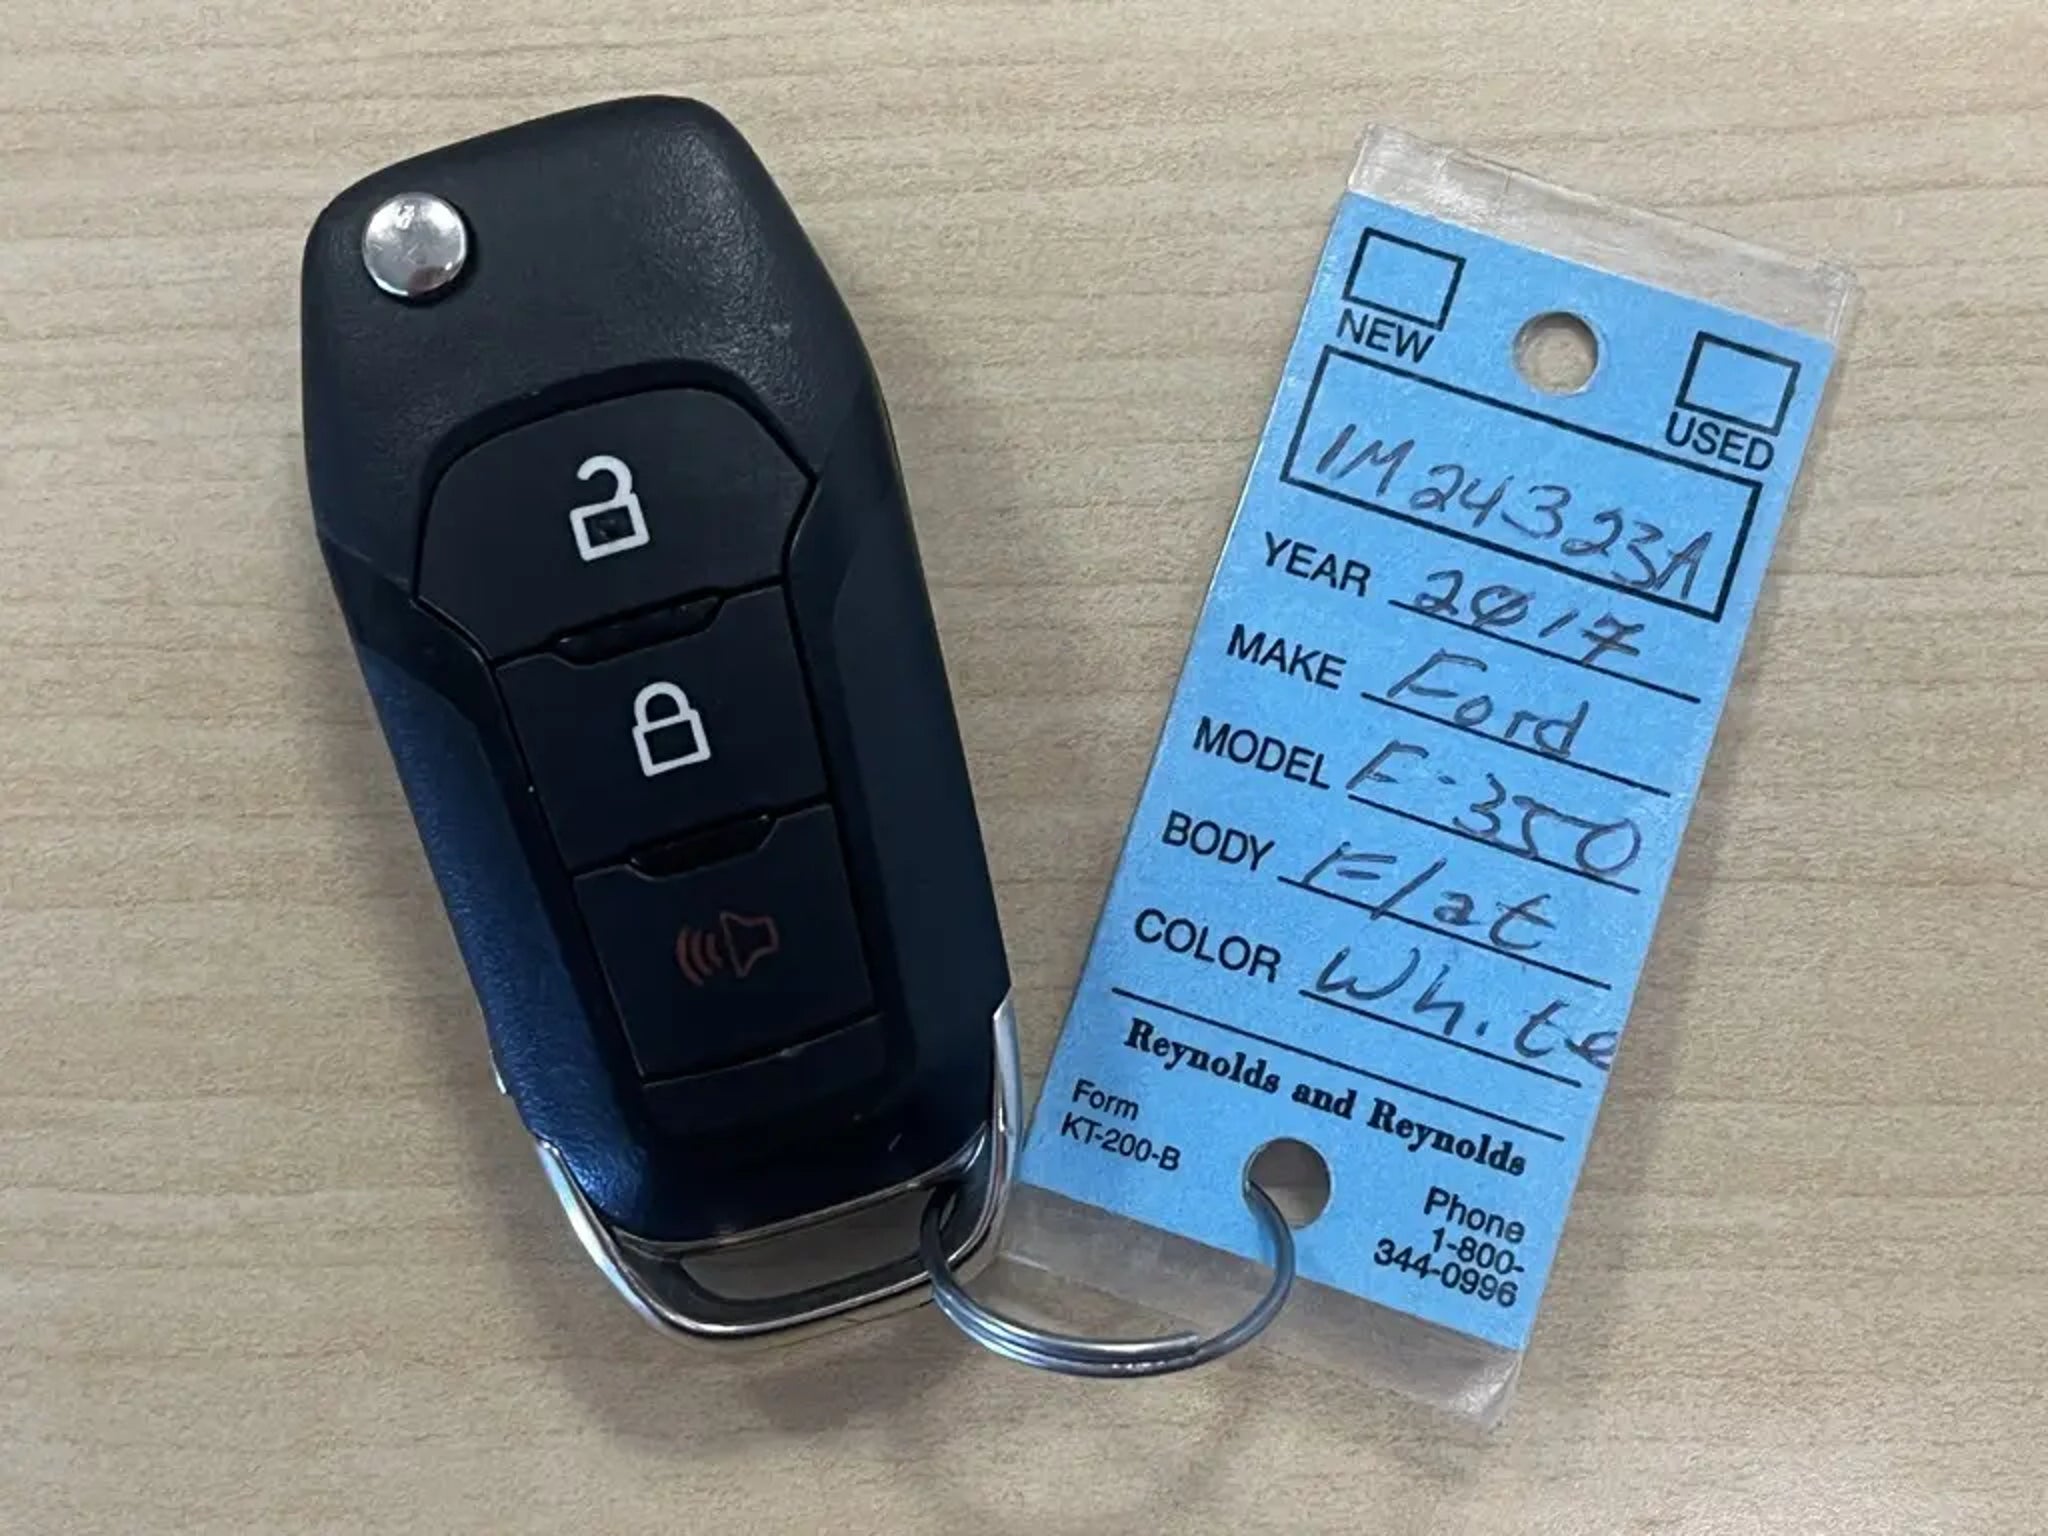 NEW
USED
1M24323A
YEAR 2017
MAKE Ford
MODEL F-350
BODY Flat
COLOR White
Reynolds and Reynolds
Form
KT-200-B
Phone
1-800-
344-0996